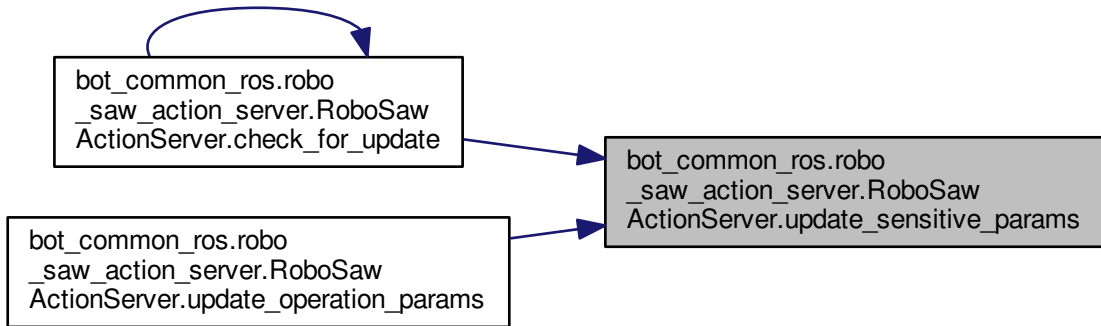 bot_common_ros.robo
_saw_action_server.RoboSaw
ActionServer.check_for_update
bot_common_ros.robo
_saw_action_server.RoboSaw
ActionServer.update_sensitive_params
bot_common_ros.robo
_saw_action_server.RoboSaw
ActionServer.update_operation_params